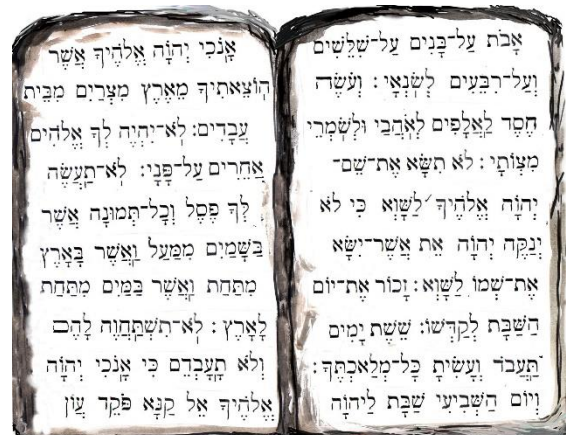 אָנֹכִי יְהוָֹה אֱלֹהֶיךָ אֲשֶׁר
הוֹצֵאתִיךָ מֵאֶרֶץ מִצְרַיִם מִבֵּית
עֲבָדִים: לֹא־יִהְיֶה לְךָ אֱלֹהִים
אֲחֵרִים עַל־פָּנָי: לֹא־תַעֲשֶׂה
לְּךָ פֶסֶל וְכָל־תְּמוּנָה אֲשֶׁר
בַּשָּׁמַיִם מִמַּעַל וַאֲשֶׁר בָּאָרֶץ
מִתָּחַת וַאֲשֶׁר בַּמַּיִם מִתַּחַת
לָאָרֶץ: לֹא־תִשְׁתַּחֲוֶה לָהֶם
וְלֹא תָעָבְדֵם כִּי אָנֹכִי יְהוָֹה
אֱלֹהֶיךָ אֵל קַנָּא פֹּקֵד עֲוֹן
אָבֹת עַל־בָּנִים עַל־שִׁלֵּשִׁים
וְעַל־רִבֵּעִים לְשֹׂנְאָי: וְעֹשֶׂה
חֶסֶד לַאֲלָפִים לְאֹהֲבַי וּלְשֹׁמְרֵי
מִצְוֹתָי: לֹא תִשָּׂא אֶת־שֵׁם־
יְהוָֹה אֱלֹהֶיךָ לַשָּׁוְא כִּי לֹא
יְנַקֶּה יְהוָֹה אֵת אֲשֶׁר־יִשָּׂא
אֶת־שְׁמוֹ לַשָּׁוְא: זָכוֹר אֶת־יוֹם
הַשַּׁבָּת לְקַדְּשׁוֹ: שֵׁשֶׁת יָמִים
תַּעֲבֹד וְעָשִׂיתָ כָּל־מְלַאכְתֶּךָ:
וְיוֹם הַשְּׁבִיעִי שַׁבָּת לַיהוָֹה